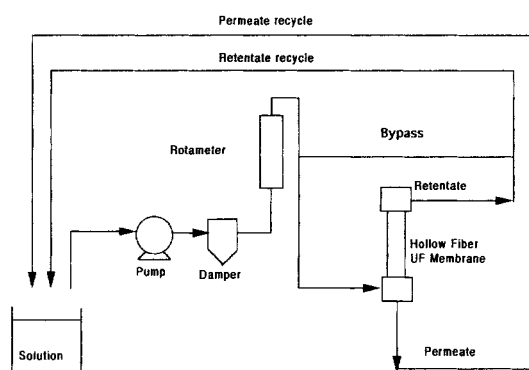 Permeate recycle
Retentate recycle
Bypass
Rotameter
Retentate
Hollow Fiber
UF Membrane
Pump
Damper
Permeate
Solution